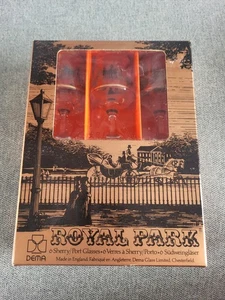 ROYAL PARK
6 Sherry/Port Glasses • 6 Verres à Sherry/Porto • 6 Südweingläser
DEMA
Made in England Fabriqué en Angleterre Dema Glass Limited, Chesterfield